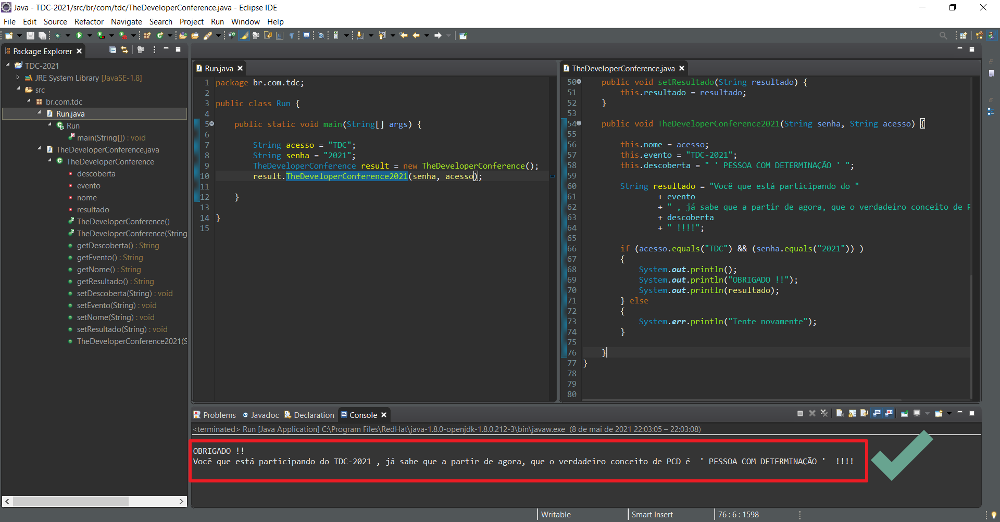 Java - TDC-2021/src/br/com/tdc/TheDeveloperConference.java - Eclipse IDE
File Edit Source Refactor Navigate Search Project Run Window Help
Package Explorer
TDC-2021
JRE System Library [JavaSE-1.8]
src
br.com.tdc
Run.java
Run
main(String[]) : void
TheDeveloperConference.java
TheDeveloperConference
descoberta
evento
nome
resultado
TheDeveloperConference()
TheDeveloperConference(String
getDescoberta() : String
getEvento() : String
getNome() : String
getResultado() : String
setDescoberta(String) : void
setEvento(String) : void
setNome(String) : void
setResultado(String) : void
TheDeveloperConference2021(S
Run.java
1 package br.com.tdc;
2
3 public class Run {
4
5 public static void main(String[] args) {
6
7 String acesso = "TDC";
8 String senha = "2021";
9 TheDeveloperConference result = new TheDeveloperConference();
10 result.TheDeveloperConference2021(senha, acesso);
11
12 }
13
14 }
15
TheDeveloperConference.java
50 public void setResultado(String resultado) {
51 this.resultado = resultado;
52 }
53
54 public void TheDeveloperConference2021(String senha, String acesso) {
55
56 this.nome = acesso;
57 this.evento = "TDC-2021";
58 this.descoberta = " ' PESSOA COM DETERMINAÇÃO ' ";
59
60 String resultado = "Você que está participando do "
61 + evento
62 + " , já sabe que a partir de agora, que o verdadeiro conceito de P
63 + descoberta
64 + " !!!!";
65
66 if (acesso.equals("TDC") && (senha.equals("2021")) )
67 {
68 System.out.println();
69 System.out.println("OBRIGADO !!");
70 System.out.println(resultado);
71 } else
72 {
73 System.err.println("Tente novamente");
74 }
75
76 }
77 }
78
79
80
Problems Javadoc Declaration Console
<terminated> Run [Java Application] C:\Program Files\RedHat\java-1.8.0-openjdk-1.8.0.212-3\bin\javaw.exe (8 de mai de 2021 22:03:05 – 22:03:08)
OBRIGADO !!
Você que está participando do TDC-2021 , já sabe que a partir de agora, que o verdadeiro conceito de PCD é ' PESSOA COM DETERMINAÇÃO ' !!!!
Writable Smart Insert 76 : 6 : 1598